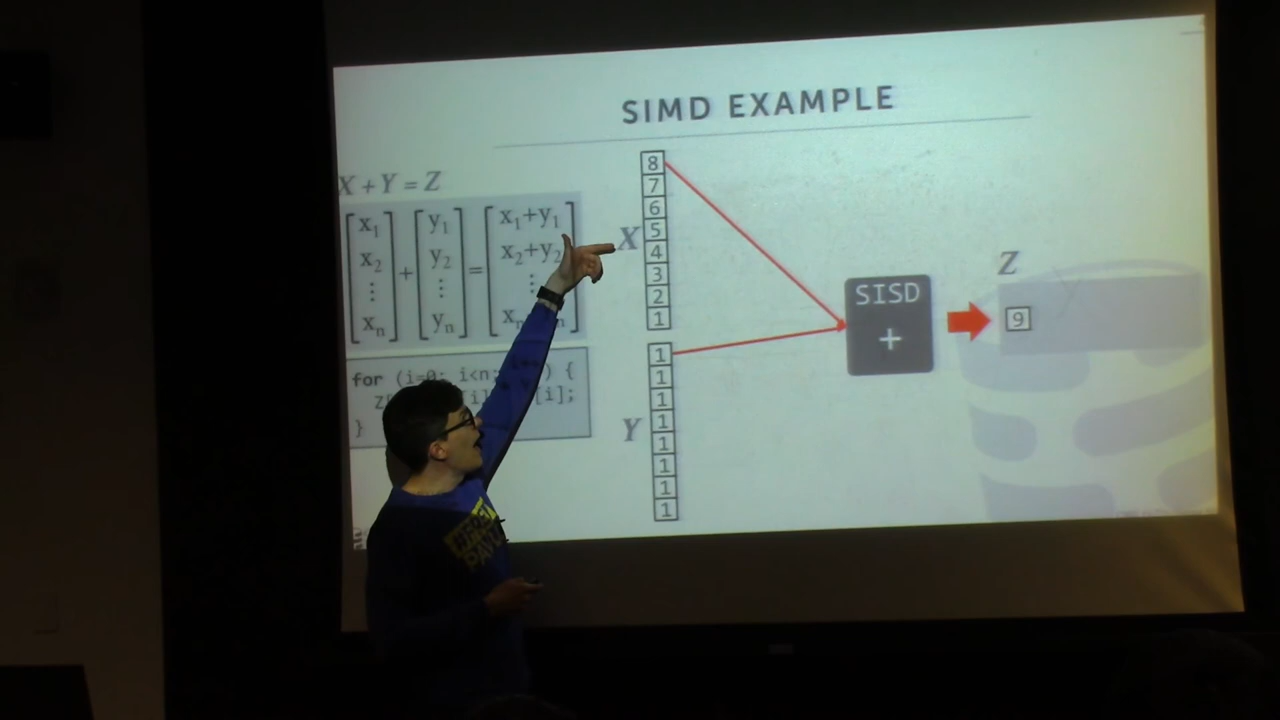 SIMD EXAMPLE
X + Y = Z
x1 + y1 = x1+y1
x2 y2 x2+y2
⋮ ⋮ ⋮
xn yn
for (i=0; i<n; ) {
[i];
}
X
8
7
6
5
4
3
2
1
Y
1
1
1
1
1
1
1
1
SISD
+
Z
9